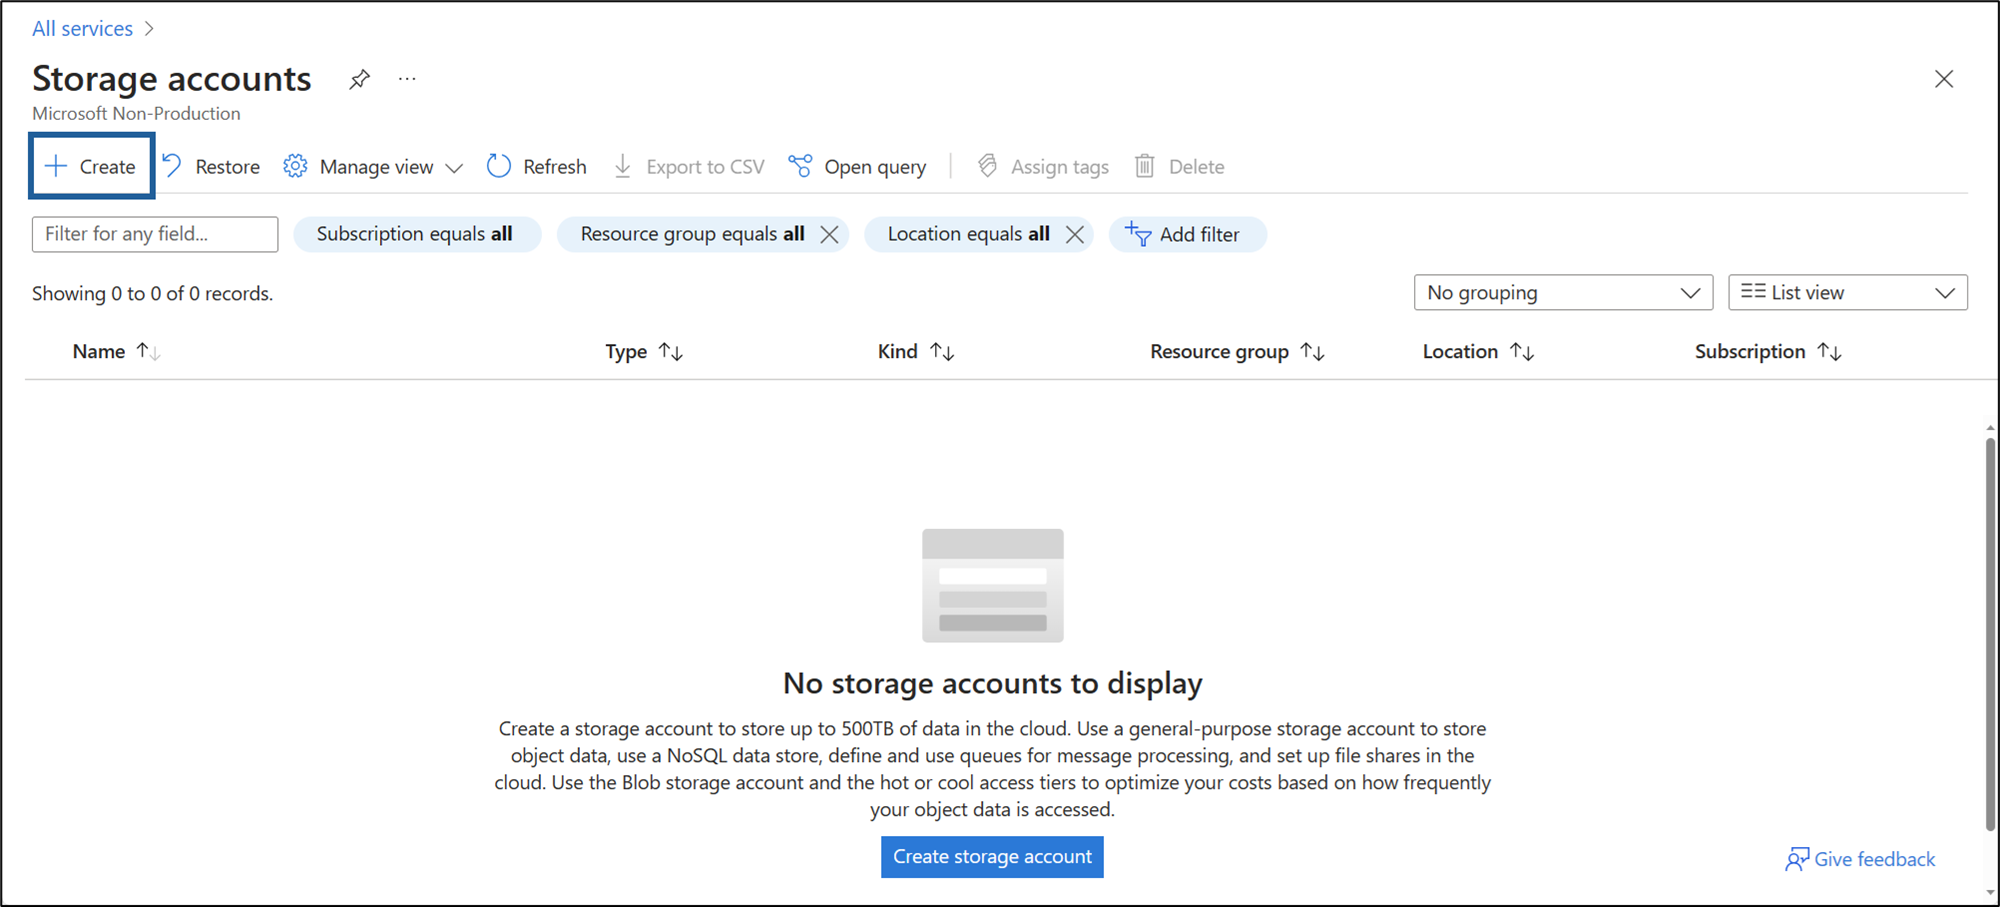 All services
Storage accounts
Microsoft Non-Production
Create Restore Manage view Refresh Export to CSV Open query Assign tags Delete
Filter for any field... Subscription equals all Resource group equals all Location equals all Add filter
Showing 0 to 0 of 0 records. No grouping List view
Name Type Kind Resource group Location Subscription
No storage accounts to display
Create a storage account to store up to 500TB of data in the cloud. Use a general-purpose storage account to store
object data, use a NoSQL data store, define and use queues for message processing, and set up file shares in the
cloud. Use the Blob storage account and the hot or cool access tiers to optimize your costs based on how frequently
your object data is accessed.
Create storage account
Give feedback